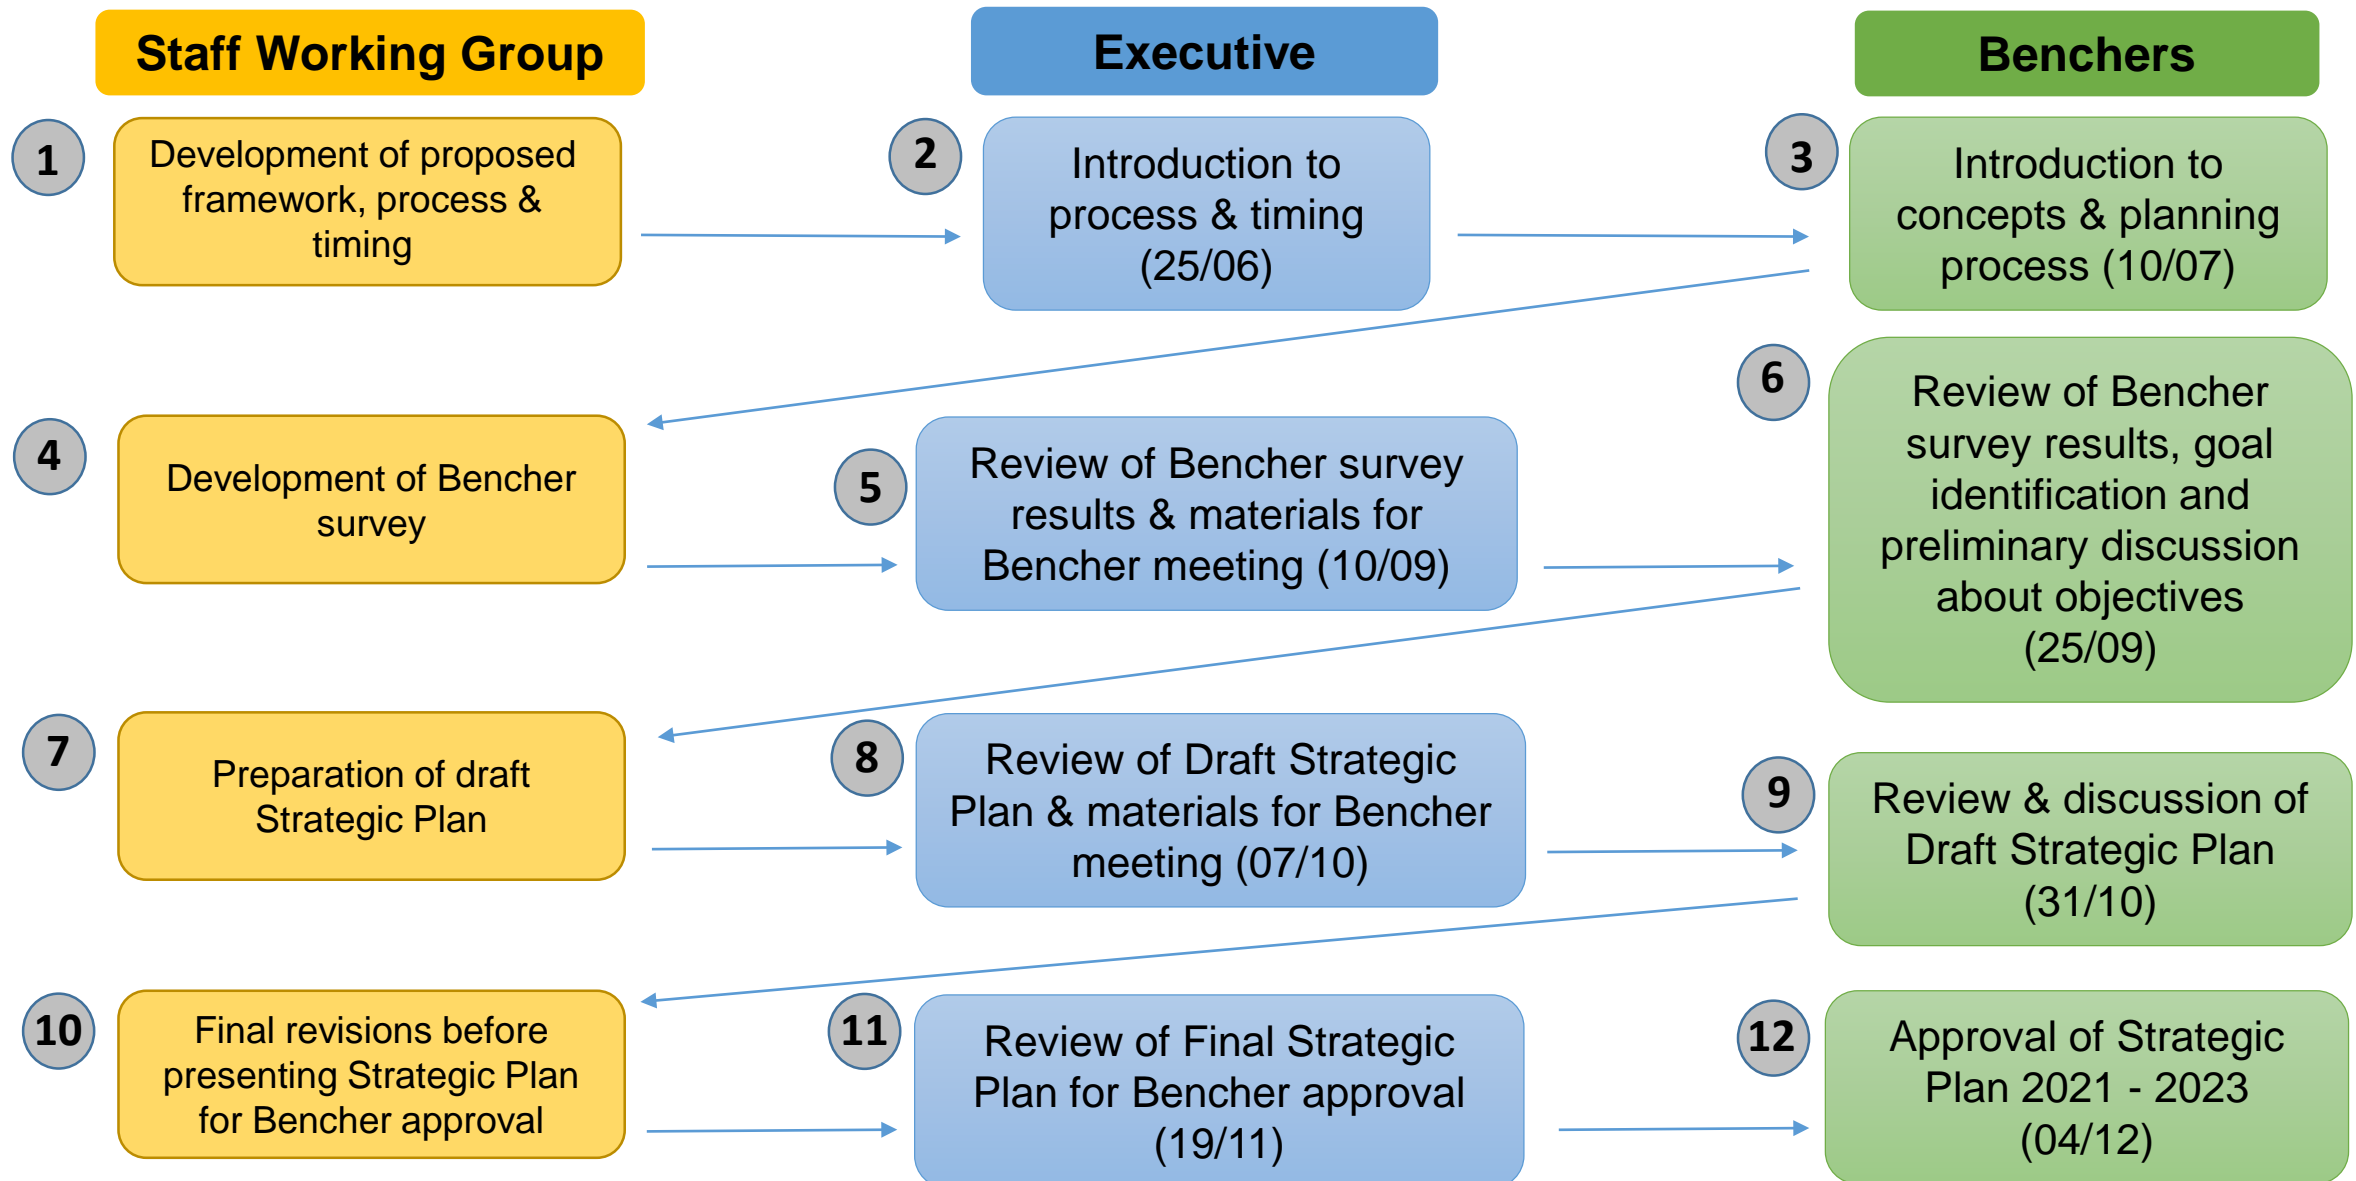 Staff Working Group
Executive
Benchers
1
Development of proposed
framework, process &
timing
2
Introduction to
process & timing
(25/06)
3
Introduction to
concepts & planning
process (10/07)
4
Development of Bencher
survey
5
Review of Bencher survey
results & materials for
Bencher meeting (10/09)
6
Review of Bencher
survey results, goal
identification and
preliminary discussion
about objectives
(25/09)
7
Preparation of draft
Strategic Plan
8
Review of Draft Strategic
Plan & materials for Bencher
meeting (07/10)
9
Review & discussion of
Draft Strategic Plan
(31/10)
10
Final revisions before
presenting Strategic Plan
for Bencher approval
11
Review of Final Strategic
Plan for Bencher approval
(19/11)
12
Approval of Strategic
Plan 2021 - 2023
(04/12)